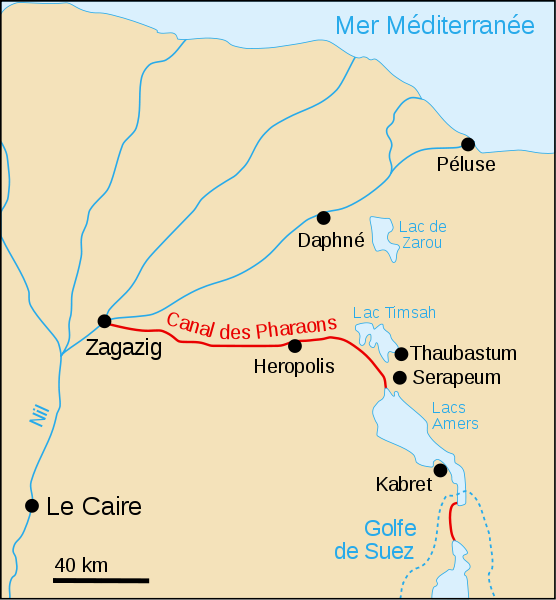 Mer Méditerranée
Péluse
Daphné
Lac de
Zarou
Lac Timsah
Canal des Pharaons
Zagazig
Heropolis
Thaubastum
Serapeum
Lacs
Amers
Nil
Kabret
Le Caire
Golfe
de Suez
40 km